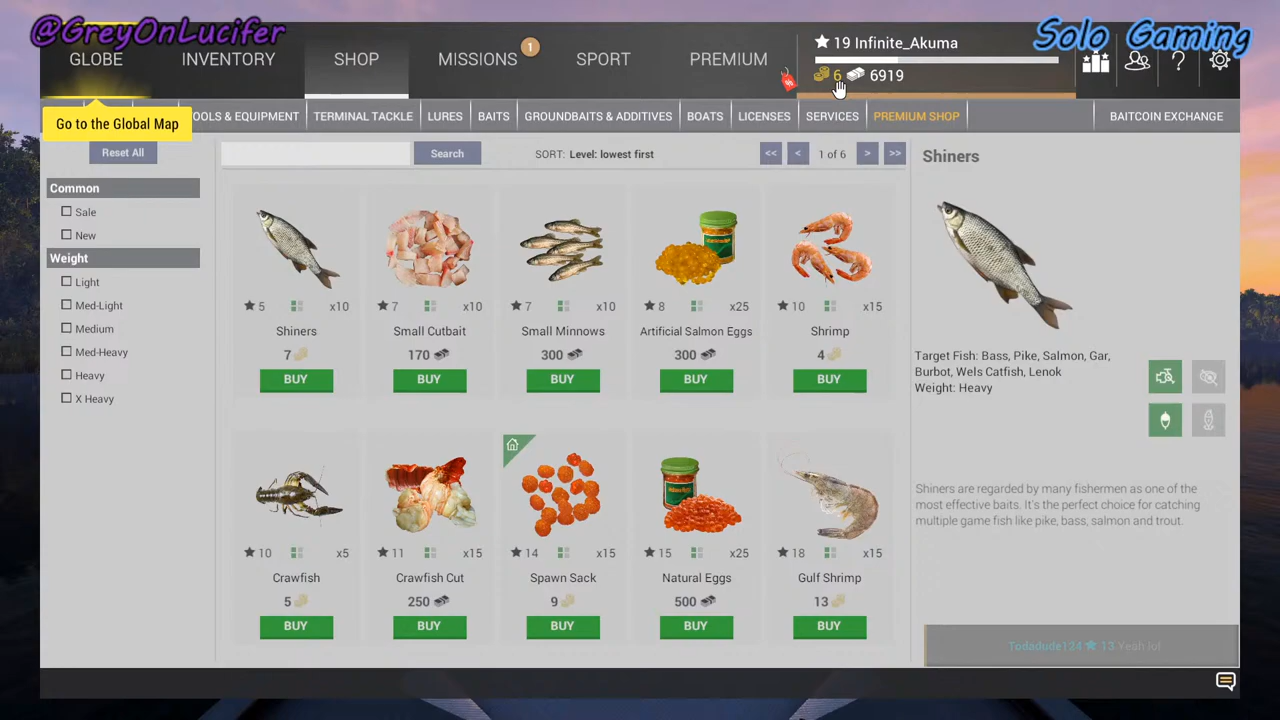 @GreyOnLucifer
Solo Gaming
GLOBE
INVENTORY
SHOP
MISSIONS
1
SPORT
PREMIUM
%
19 Infinite_Akuma
6
6919
?
Go to the Global Map
OOLS & EQUIPMENT
TERMINAL TACKLE
LURES
BAITS
GROUNDBAITS & ADDITIVES
BOATS
LICENSES
SERVICES
PREMIUM SHOP
BAITCOIN EXCHANGE
Reset All
Common
Sale
New
Weight
Light
Med-Light
Medium
Med-Heavy
Heavy
X Heavy
Search
SORT: Level: lowest first
<< < 1 of 6 > >>
5 x10
Shiners
7
BUY
7 x10
Small Cutbait
170
BUY
7 x10
Small Minnows
300
BUY
8 x25
Artificial Salmon Eggs
300
BUY
10 x15
Shrimp
4
BUY
10 x5
Crawfish
5
BUY
11 x15
Crawfish Cut
250
BUY
14 x15
Spawn Sack
9
BUY
15 x25
Natural Eggs
500
BUY
18 x15
Gulf Shrimp
13
BUY
Shiners
Target Fish: Bass, Pike, Salmon, Gar,
Burbot, Wels Catfish, Lenok
Weight: Heavy
Shiners are regarded by many fishermen as one of the
most effective baits. It's the perfect choice for catching
multiple game fish like pike, bass, salmon and trout.
Todadude124 13 Yeah lol